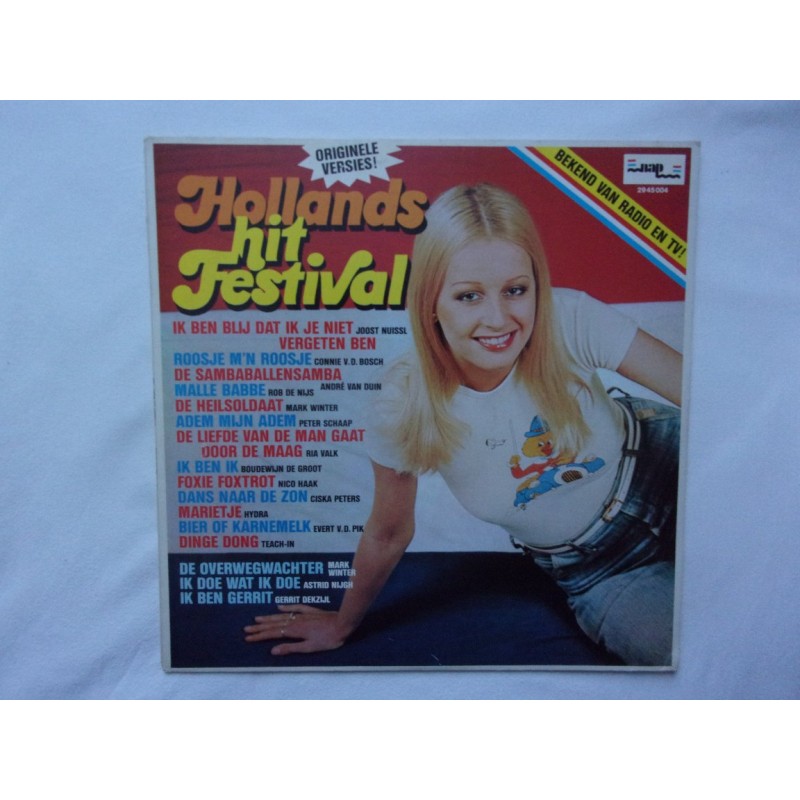 ORIGINELE
VERSIES!
Hollands
hit
Festival
BEKEND VAN RADIO EN TV!
nap
2945004
IK BEN BLIJ DAT IK JE NIET JOOST NUISSL
VERGETEN BEN
ROOSJE M'N ROOSJE CONNIE V.D. BOSCH
DE SAMBABALLENSAMBA
ANDRÉ VAN DUIN
MALLE BABBE ROB DE NIJS
DE HEILSOLDAAT MARK WINTER
ADEM MIJN ADEM PETER SCHAAP
DE LIEFDE VAN DE MAN GAAT
DOOR DE MAAG RIA VALK
IK BEN IK BOUDEWIJN DE GROOT
FOXIE FOXTROT NICO HAAK
DANS NAAR DE ZON CISKA PETERS
MARIETJE HYDRA
BIER OF KARNEMELK EVERT V.D. PIK
DINGE DONG TEACH-IN
DE OVERWEGWACHTER MARK
WINTER
IK DOE WAT IK DOE ASTRID NIJGH
IK BEN GERRIT GERRIT DEKZIJL